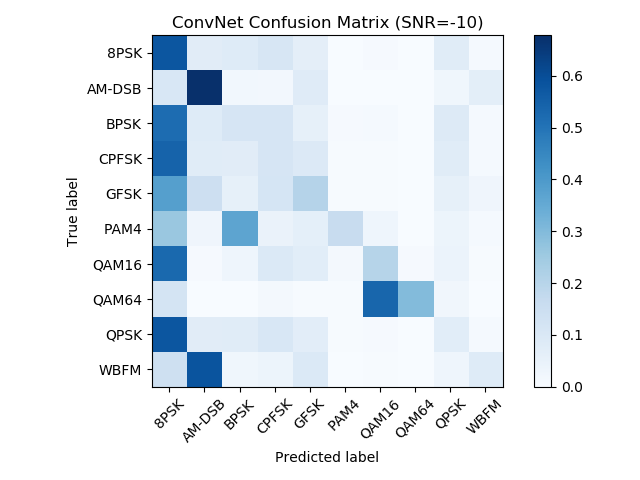 ConvNet Confusion Matrix (SNR=-10)
True label
8PSK
AM-DSB
BPSK
CPFSK
GFSK
PAM4
QAM16
QAM64
QPSK
WBFM
8PSK
AM-DSB
BPSK
CPFSK
GFSK
PAM4
QAM16
QAM64
QPSK
WBFM
Predicted label
0.6
0.5
0.4
0.3
0.2
0.1
0.0